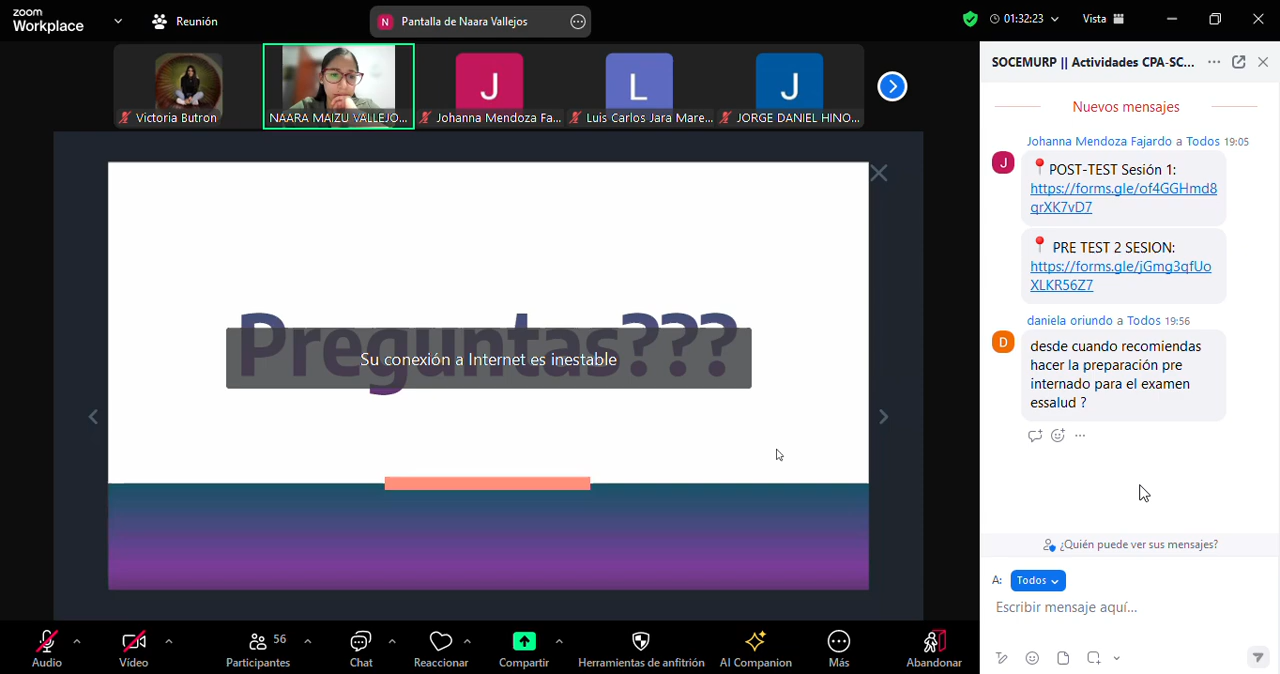 zoom
Workplace
Reunión
N Pantalla de Naara Vallejos
01:32:23
Vista
Victoria Butron
NAARA MAIZU VALLEJO...
J
Johanna Mendoza Fa...
L
Luis Carlos Jara Mare...
J
JORGE DANIEL HINO...
Preguntas???
Su conexión a Internet es inestable
SOCEMURP || Actividades CPA-SC...
Nuevos mensajes
Johanna Mendoza Fajardo a Todos 19:05
J
POST-TEST Sesión 1:
https://forms.gle/of4GGHmd8
qrXK7vD7
PRE TEST 2 SESION:
https://forms.gle/jGmg3qfUo
XLKR56Z7
daniela oriundo a Todos 19:56
D
desde cuando recomiendas
hacer la preparación pre
internado para el examen
essalud ?
¿Quién puede ver sus mensajes?
A: Todos
Escribir mensaje aquí...
Audio
Vídeo
56
Participantes
Chat
Reaccionar
Compartir
Herramientas de anfitrión
AI Companion
Más
Abandonar